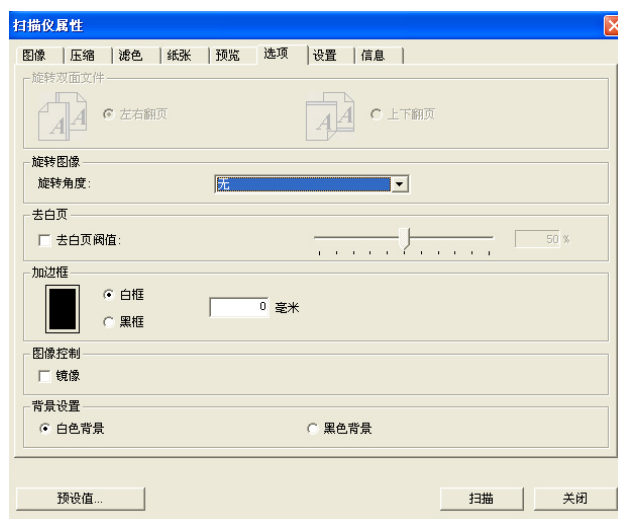 扫描仪属性
图像 压缩 滤色 纸张 预览 选项 设置 信息
旋转双面文件
A A 左右翻页 A A 上下翻页
旋转图像
旋转角度: 无
去白页
去白页阀值: 50 %
加边框
白框 0 毫米
黑框
图像控制
镜像
背景设置
白色背景 黑色背景
预设值... 扫描 关闭